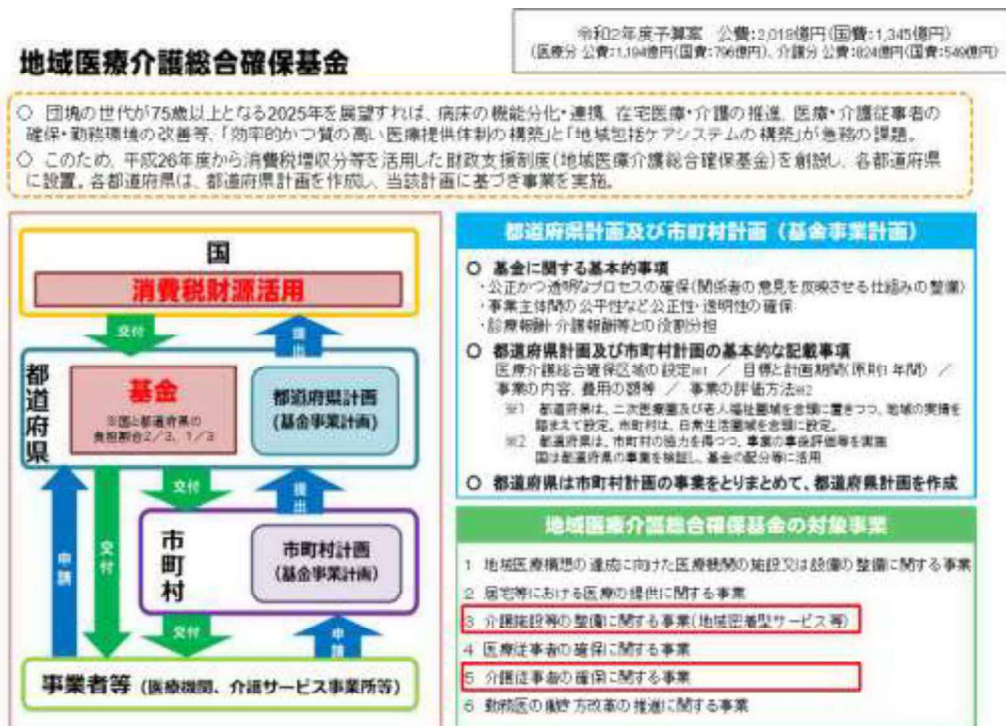 令和2年度予算案 公費:2,018億円(国費:1,345億円)
(医療分 公費:1,194億円(国費:796億円)、介護分 公費:824億円(国費:549億円)
地域医療介護総合確保基金
○ 団塊の世代が75歳以上となる2025年を展望すれば、病床の機能分化・連携、在宅医療・介護の推進、医療・介護従事者の
確保・勤務環境の改善等、「効率的かつ質の高い医療提供体制の構築」と「地域包括ケアシステムの構築」が急務の課題。
○ このため、平成26年度から消費税増収分等を活用した財政支援制度(地域医療介護総合確保基金)を創設し、各都道府県
に設置。各都道府県は、都道府県計画を作成し、当該計画に基づき事業を実施。
国
消費税財源活用
交付
提出
都道府県
基金
※国と都道府県の
負担割合2/3、1/3
都道府県計画
(基金事業計画)
申請
交付
交付
提出
市町村
市町村計画
(基金事業計画)
交付
申請
事業者等(医療機関、介護サービス事業所等)
都道府県計画及び市町村計画(基金事業計画)
○ 基金に関する基本的事項
・公正かつ透明なプロセスの確保(関係者の意見を反映させる仕組みの整備)
・事業主体間の公平性など公正性・透明性の確保
・診療報酬・介護報酬等との役割分担
○ 都道府県計画及び市町村計画の基本的な記載事項
医療介護総合確保区域の設定※1 / 目標と計画期間(原則1年間) /
事業の内容、費用の額等 / 事業の評価方法※2
※1 都道府県は、二次医療圏及び老人福祉圏域を念頭に置きつつ、地域の実情を
踏まえて設定。市町村は、日常生活圏域を念頭に設定。
※2 都道府県は、市町村の協力を得つつ、事業の事後評価等を実施
国は都道府県の事業を検証し、基金の配分等に活用
○ 都道府県は市町村計画の事業をとりまとめて、都道府県計画を作成
地域医療介護総合確保基金の対象事業
1 地域医療構想の達成に向けた医療機関の施設又は設備の整備に関する事業
2 居宅等における医療の提供に関する事業
3 介護施設等の整備に関する事業(地域密着型サービス等)
4 医療従事者の確保に関する事業
5 介護従事者の確保に関する事業
6 勤務医の働き方改革の推進に関する事業